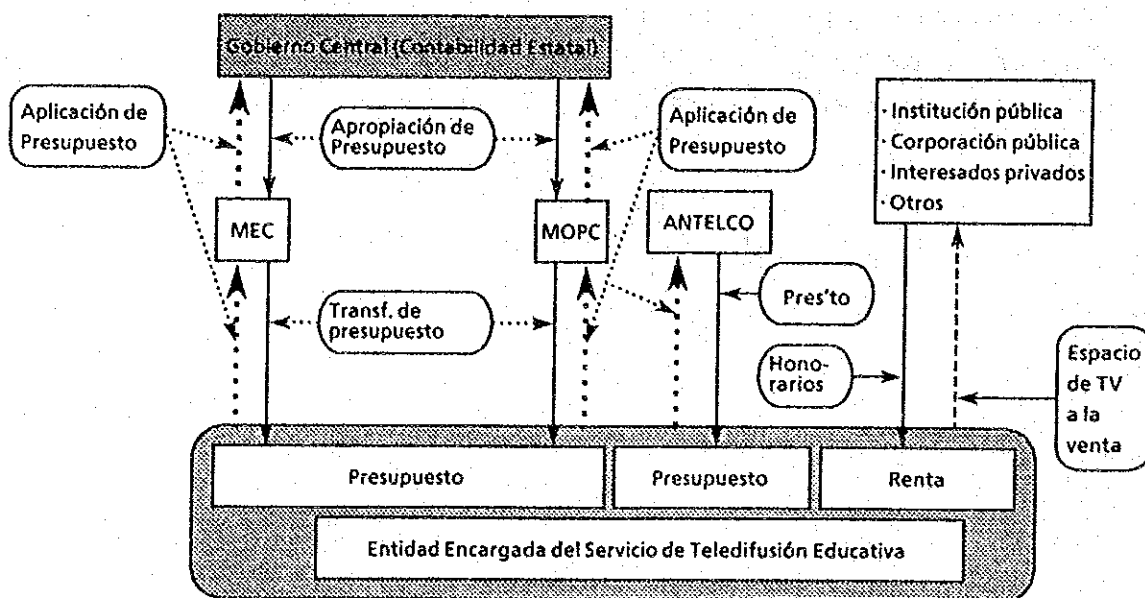 Gobierno Central (Contabilidad Estatal)
Aplicación de
Presupuesto
Apropiación de
Presupuesto
Aplicación de
Presupuesto
· Institución pública
· Corporación pública
· Interesados privados
· Otros
MEC
MOPC
ANTELCO
Transf. de
presupuesto
Pres'to
Hono-
rarios
Espacio
de TV
a la
venta
Presupuesto
Presupuesto
Renta
Entidad Encargada del Servicio de Teledifusión Educativa